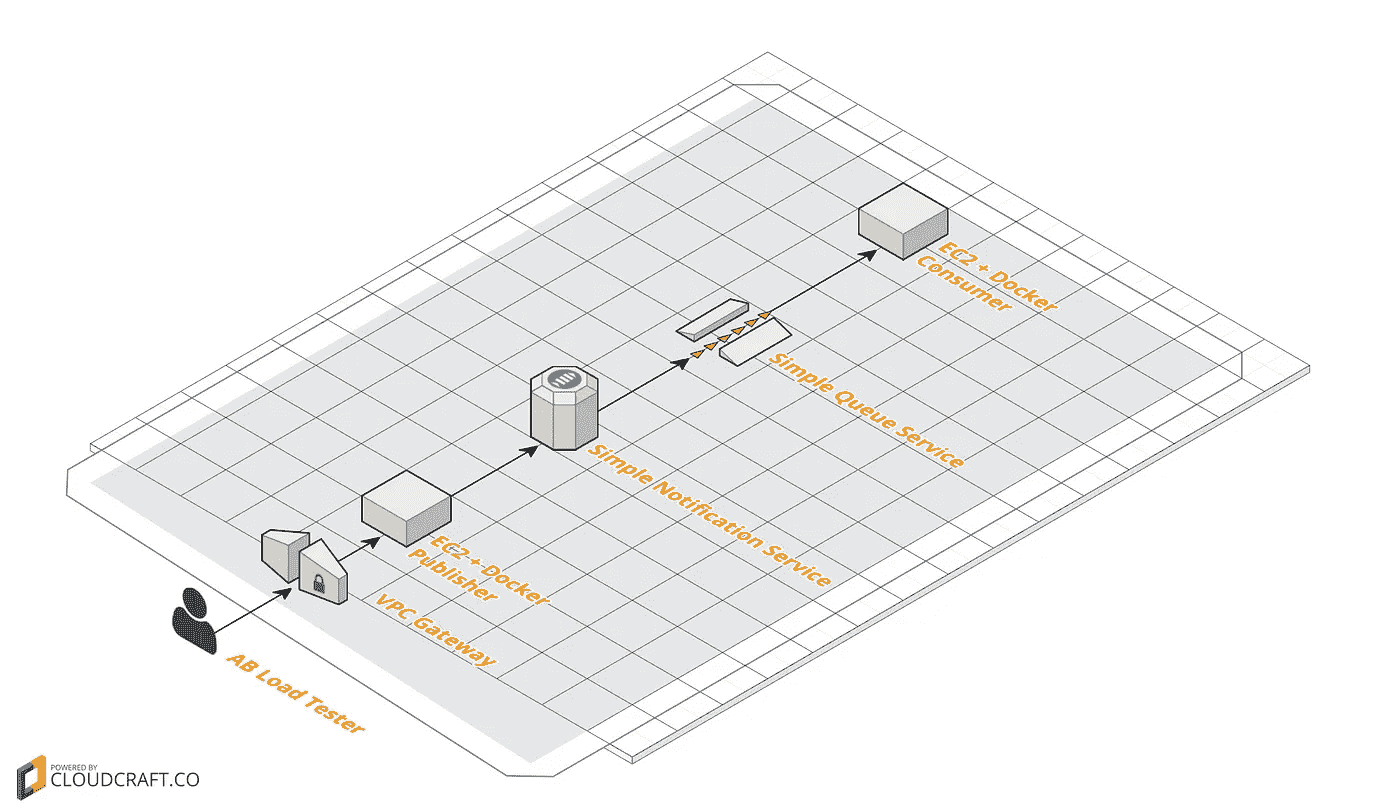 EC2 + Docker
Consumer
Simple Queue Service
Simple Notification Service
EC2 + Docker
Publisher
VPC Gateway
AB Load Tester
POWERED BY
CLOUDCRAFT.CO